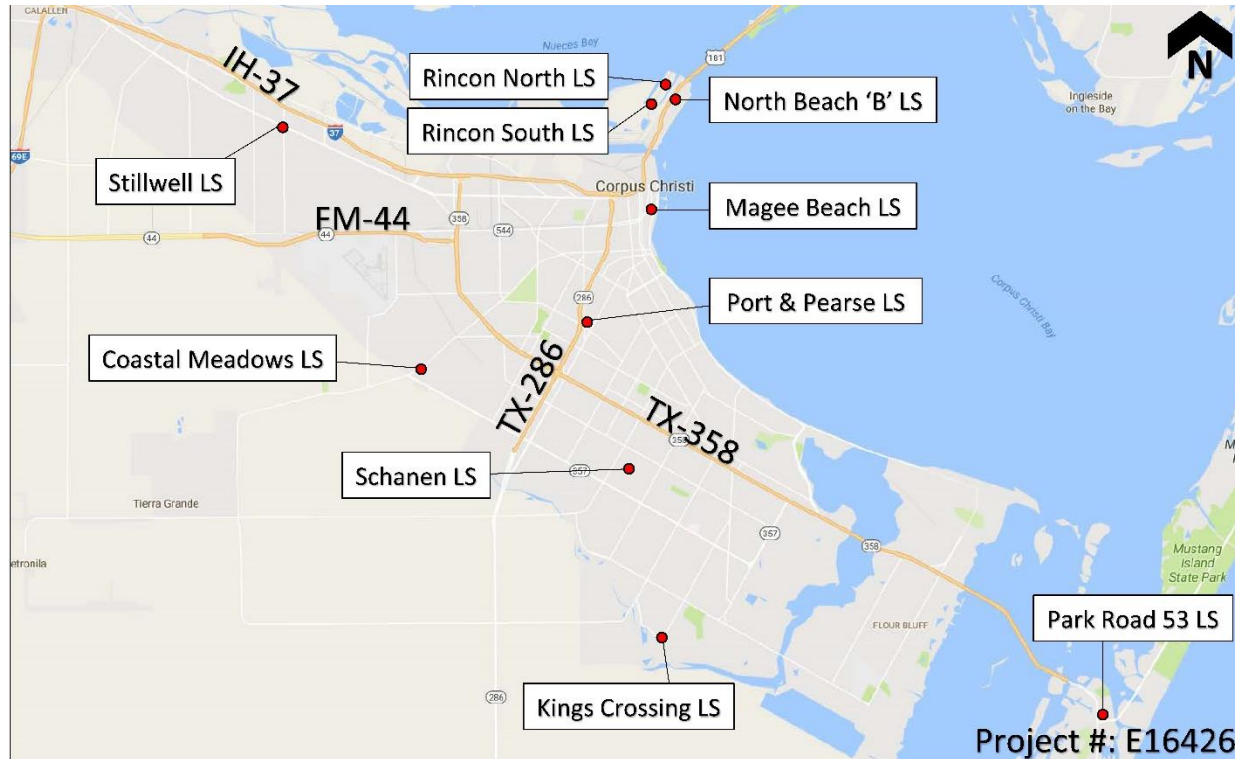 CALALLEN
IH-37
Nueces Bay
181
N
Rincon North LS
North Beach 'B' LS
Ingleside
on the Bay
Rincon South LS
37
69E
Stillwell LS
Corpus Christi
Magee Beach LS
FM-44
358
44
544
44
286
Port & Pearse LS
Corpus Christi Bay
Coastal Meadows LS
TX-286
TX-358
358
Schanen LS
357
Tierra Grande
357
358
etronila
Mustang
Island
State Park
FLOUR BLUFF
Park Road 53 LS
286
Kings Crossing LS
Project #: E16426